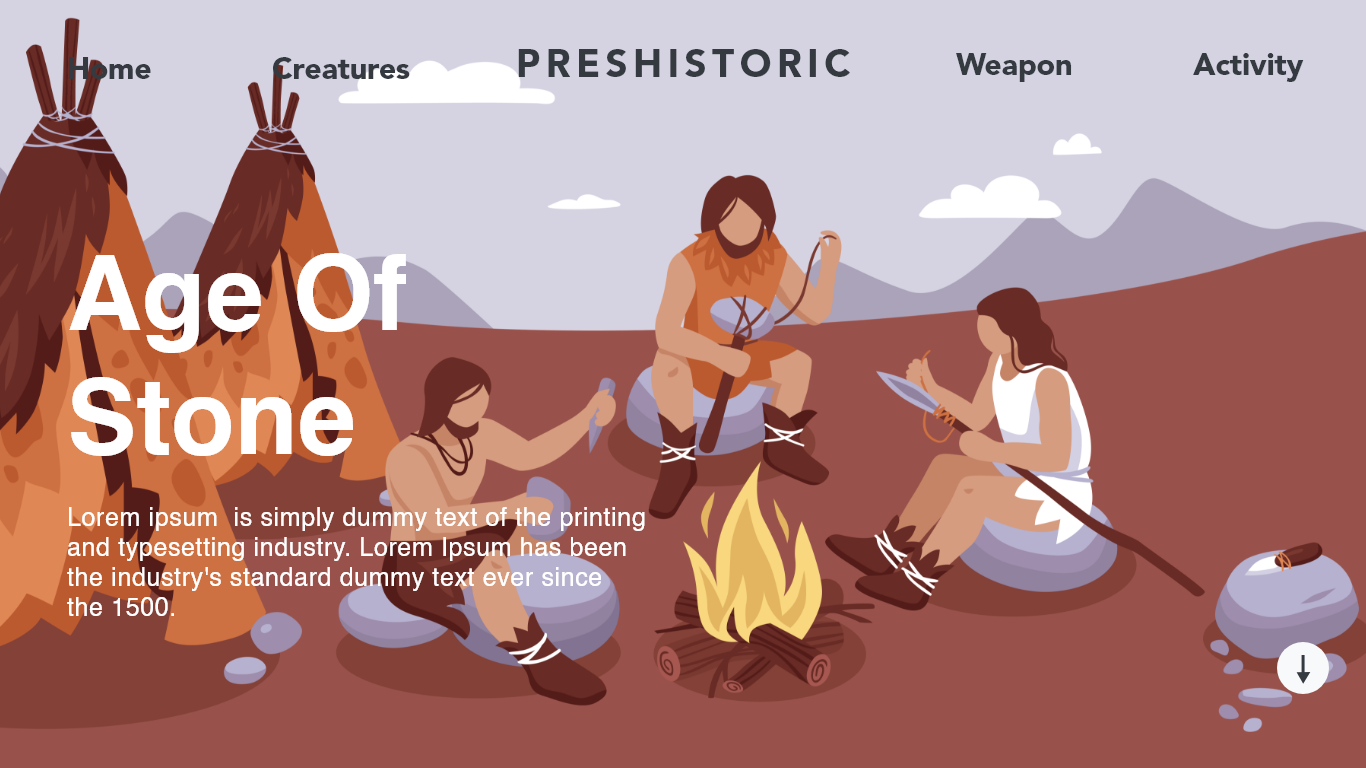 Home Creatures PRESHISTORIC Weapon Activity
Age Of
Stone
Lorem ipsum  is simply dummy text of the printing
and typesetting industry. Lorem Ipsum has been
the industry's standard dummy text ever since
the 1500.